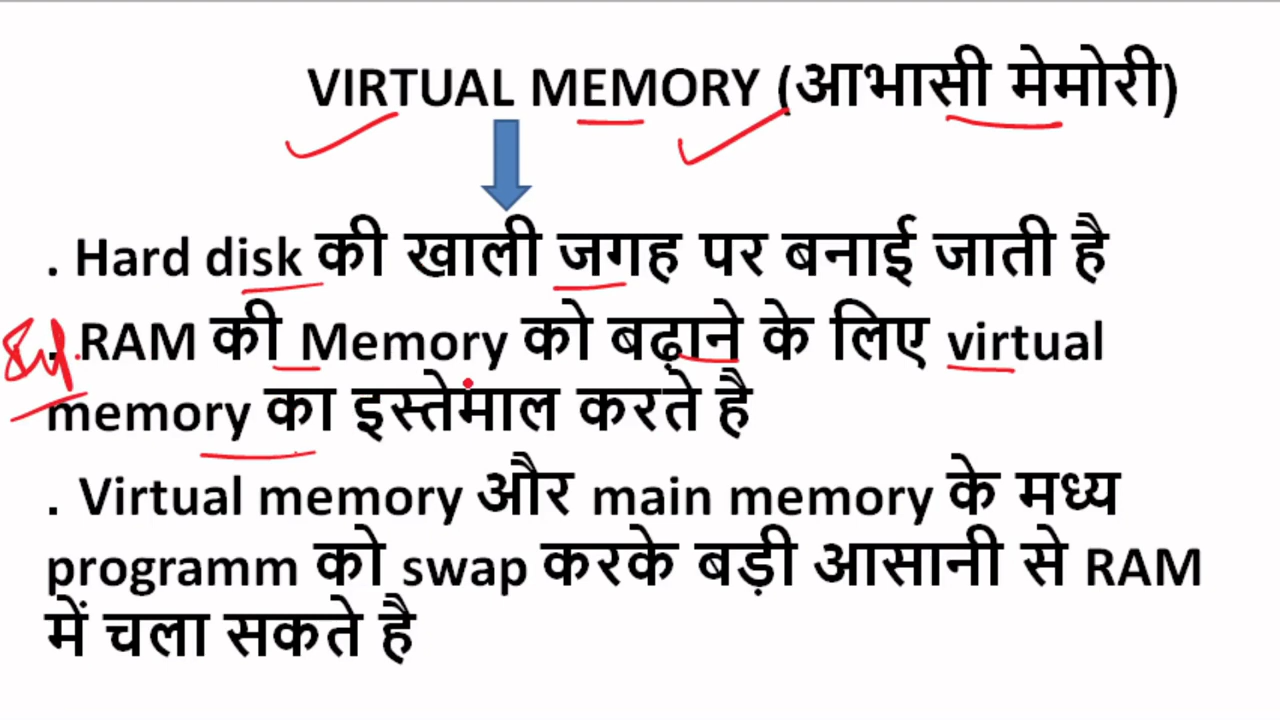 VIRTUAL MEMORY (आभासी मेमोरी)
. Hard disk की खाली जगह पर बनाई जाती है
. RAM की Memory को बढ़ाने के लिए virtual
memory का इस्तेमाल करते है
. Virtual memory और main memory के मध्य
programm को swap करके बड़ी आसानी से RAM
में चला सकते है